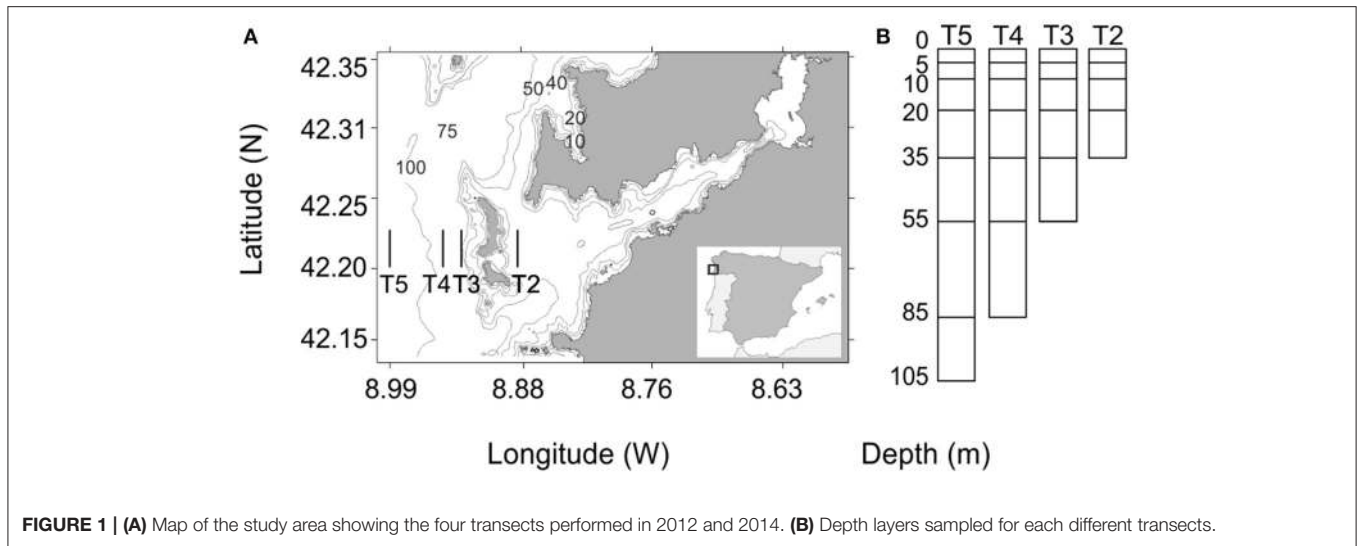 A
42.35
42.31
42.25
42.20
42.15
Latitude (N)
50 40
20
10
75
100
T5 T4 T3 T2
8.99 8.88 8.76 8.63
Longitude (W)
B
T5 T4 T3 T2
0
5
10
20
35
55
85
105
Depth (m)
FIGURE 1 | (A) Map of the study area showing the four transects performed in 2012 and 2014. (B) Depth layers sampled for each different transects.